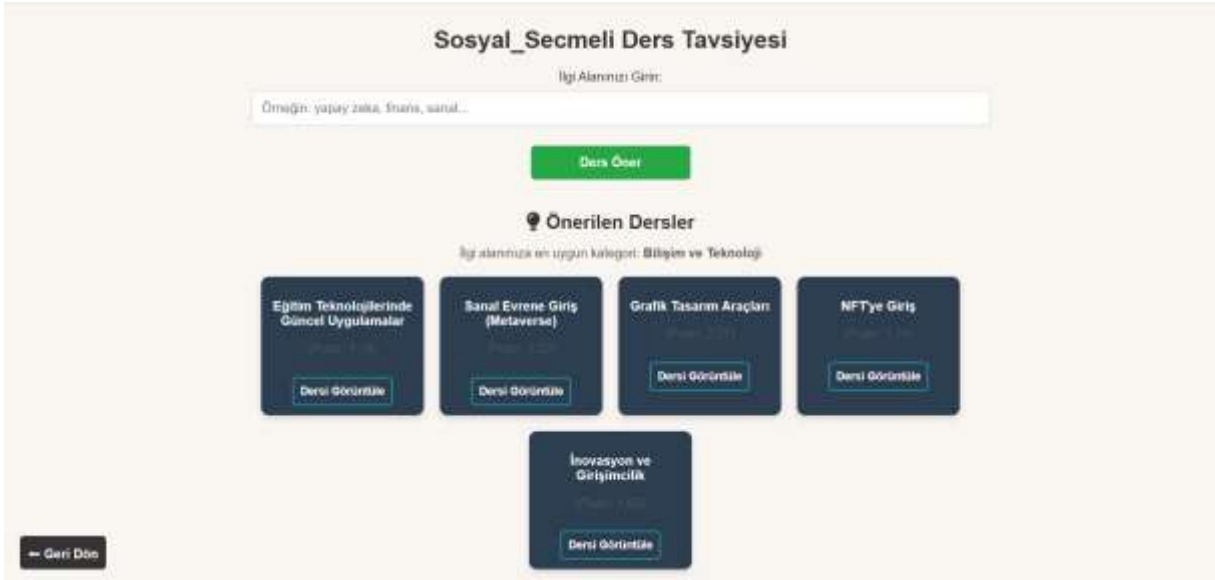 Sosyal_Secmeli Ders Tavsiyesi
İlgi Alanınızı Girin:
Örneğin: yapay zeka, finans, sanat...
Ders Öner
Önerilen Dersler
İlgi alanınıza en uygun kategori: Bilişim ve Teknoloji
Eğitim Teknolojilerinde
Güncel Uygulamalar
Dersi Görüntüle
Sanal Evrene Giriş
(Metaverse)
Dersi Görüntüle
Grafik Tasarım Araçları
Dersi Görüntüle
NFT'ye Giriş
Dersi Görüntüle
İnovasyon ve
Girişimcilik
Dersi Görüntüle
← Geri Dön